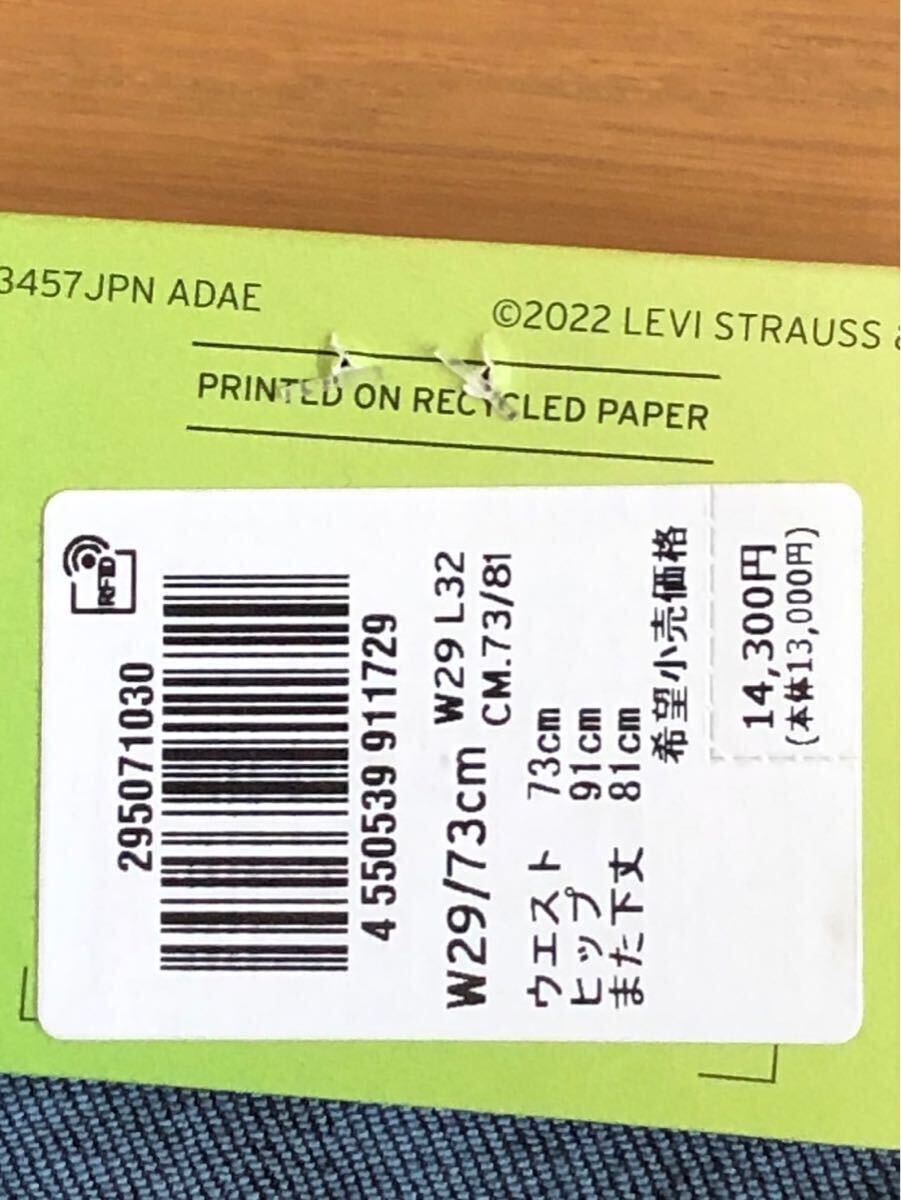 3457JPN ADAE
©2022 LEVI STRAUSS &
PRINTED ON RECYCLED PAPER
RFID
295071030
4 550539 911729
W29/73cm W29 L32
CM.73/81
ウエスト 73cm
ヒップ 91cm
また下丈 81cm
希望小売価格
14,300円
(本体13,000円)